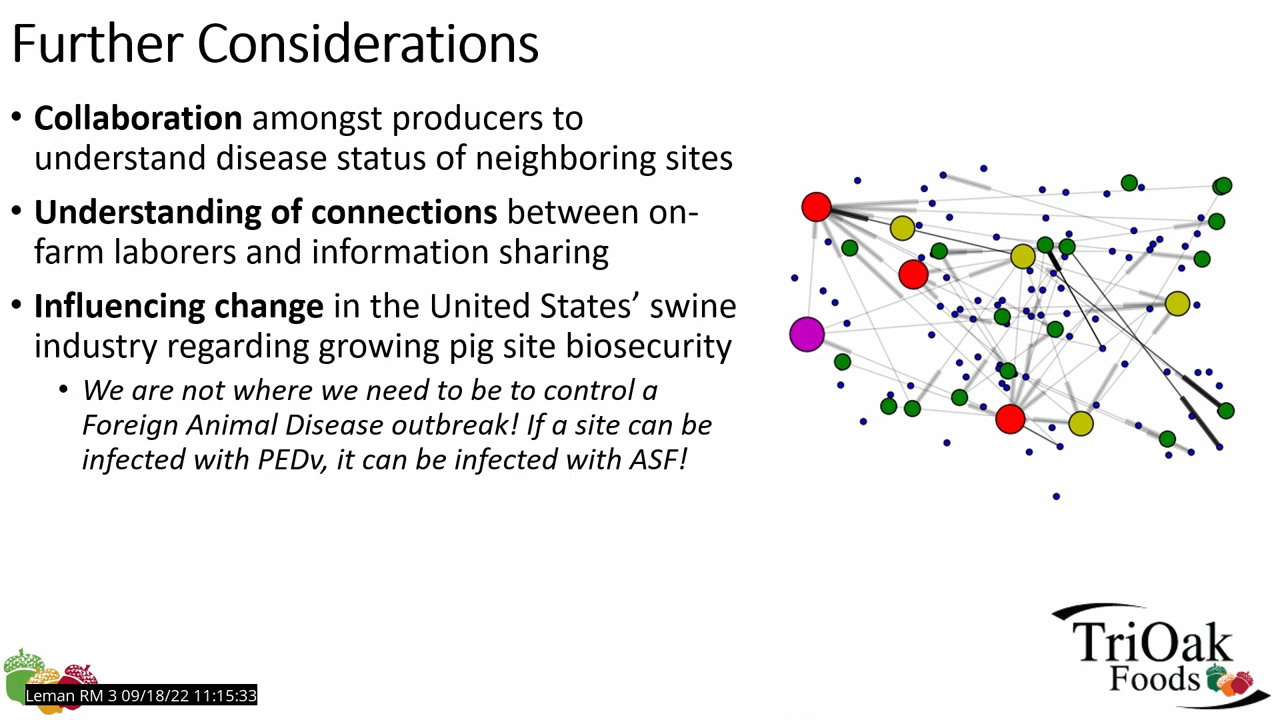 Further Considerations
• Collaboration amongst producers to
understand disease status of neighboring sites
• Understanding of connections between on-
farm laborers and information sharing
• Influencing change in the United States’ swine
industry regarding growing pig site biosecurity
• We are not where we need to be to control a
Foreign Animal Disease outbreak! If a site can be
infected with PEDv, it can be infected with ASF!
TriOak
Foods
Leman RM 3 09/18/22 11:15:33